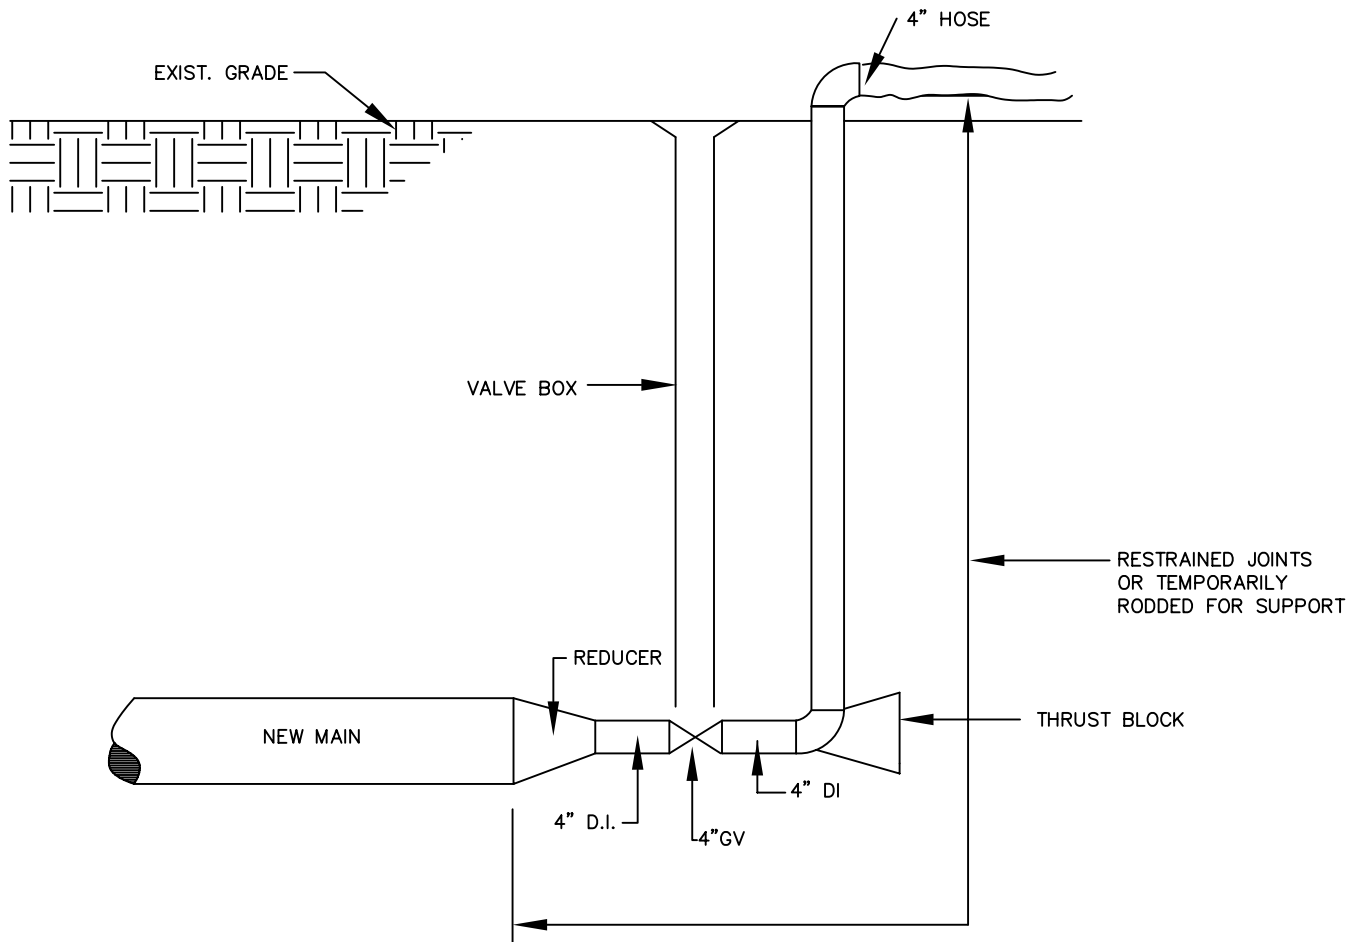 4" HOSE
EXIST. GRADE
VALVE BOX
RESTRAINED JOINTS
OR TEMPORARILY
RODDED FOR SUPPORT
REDUCER
THRUST BLOCK
NEW MAIN
4" DI
4" D.I.
4"GV